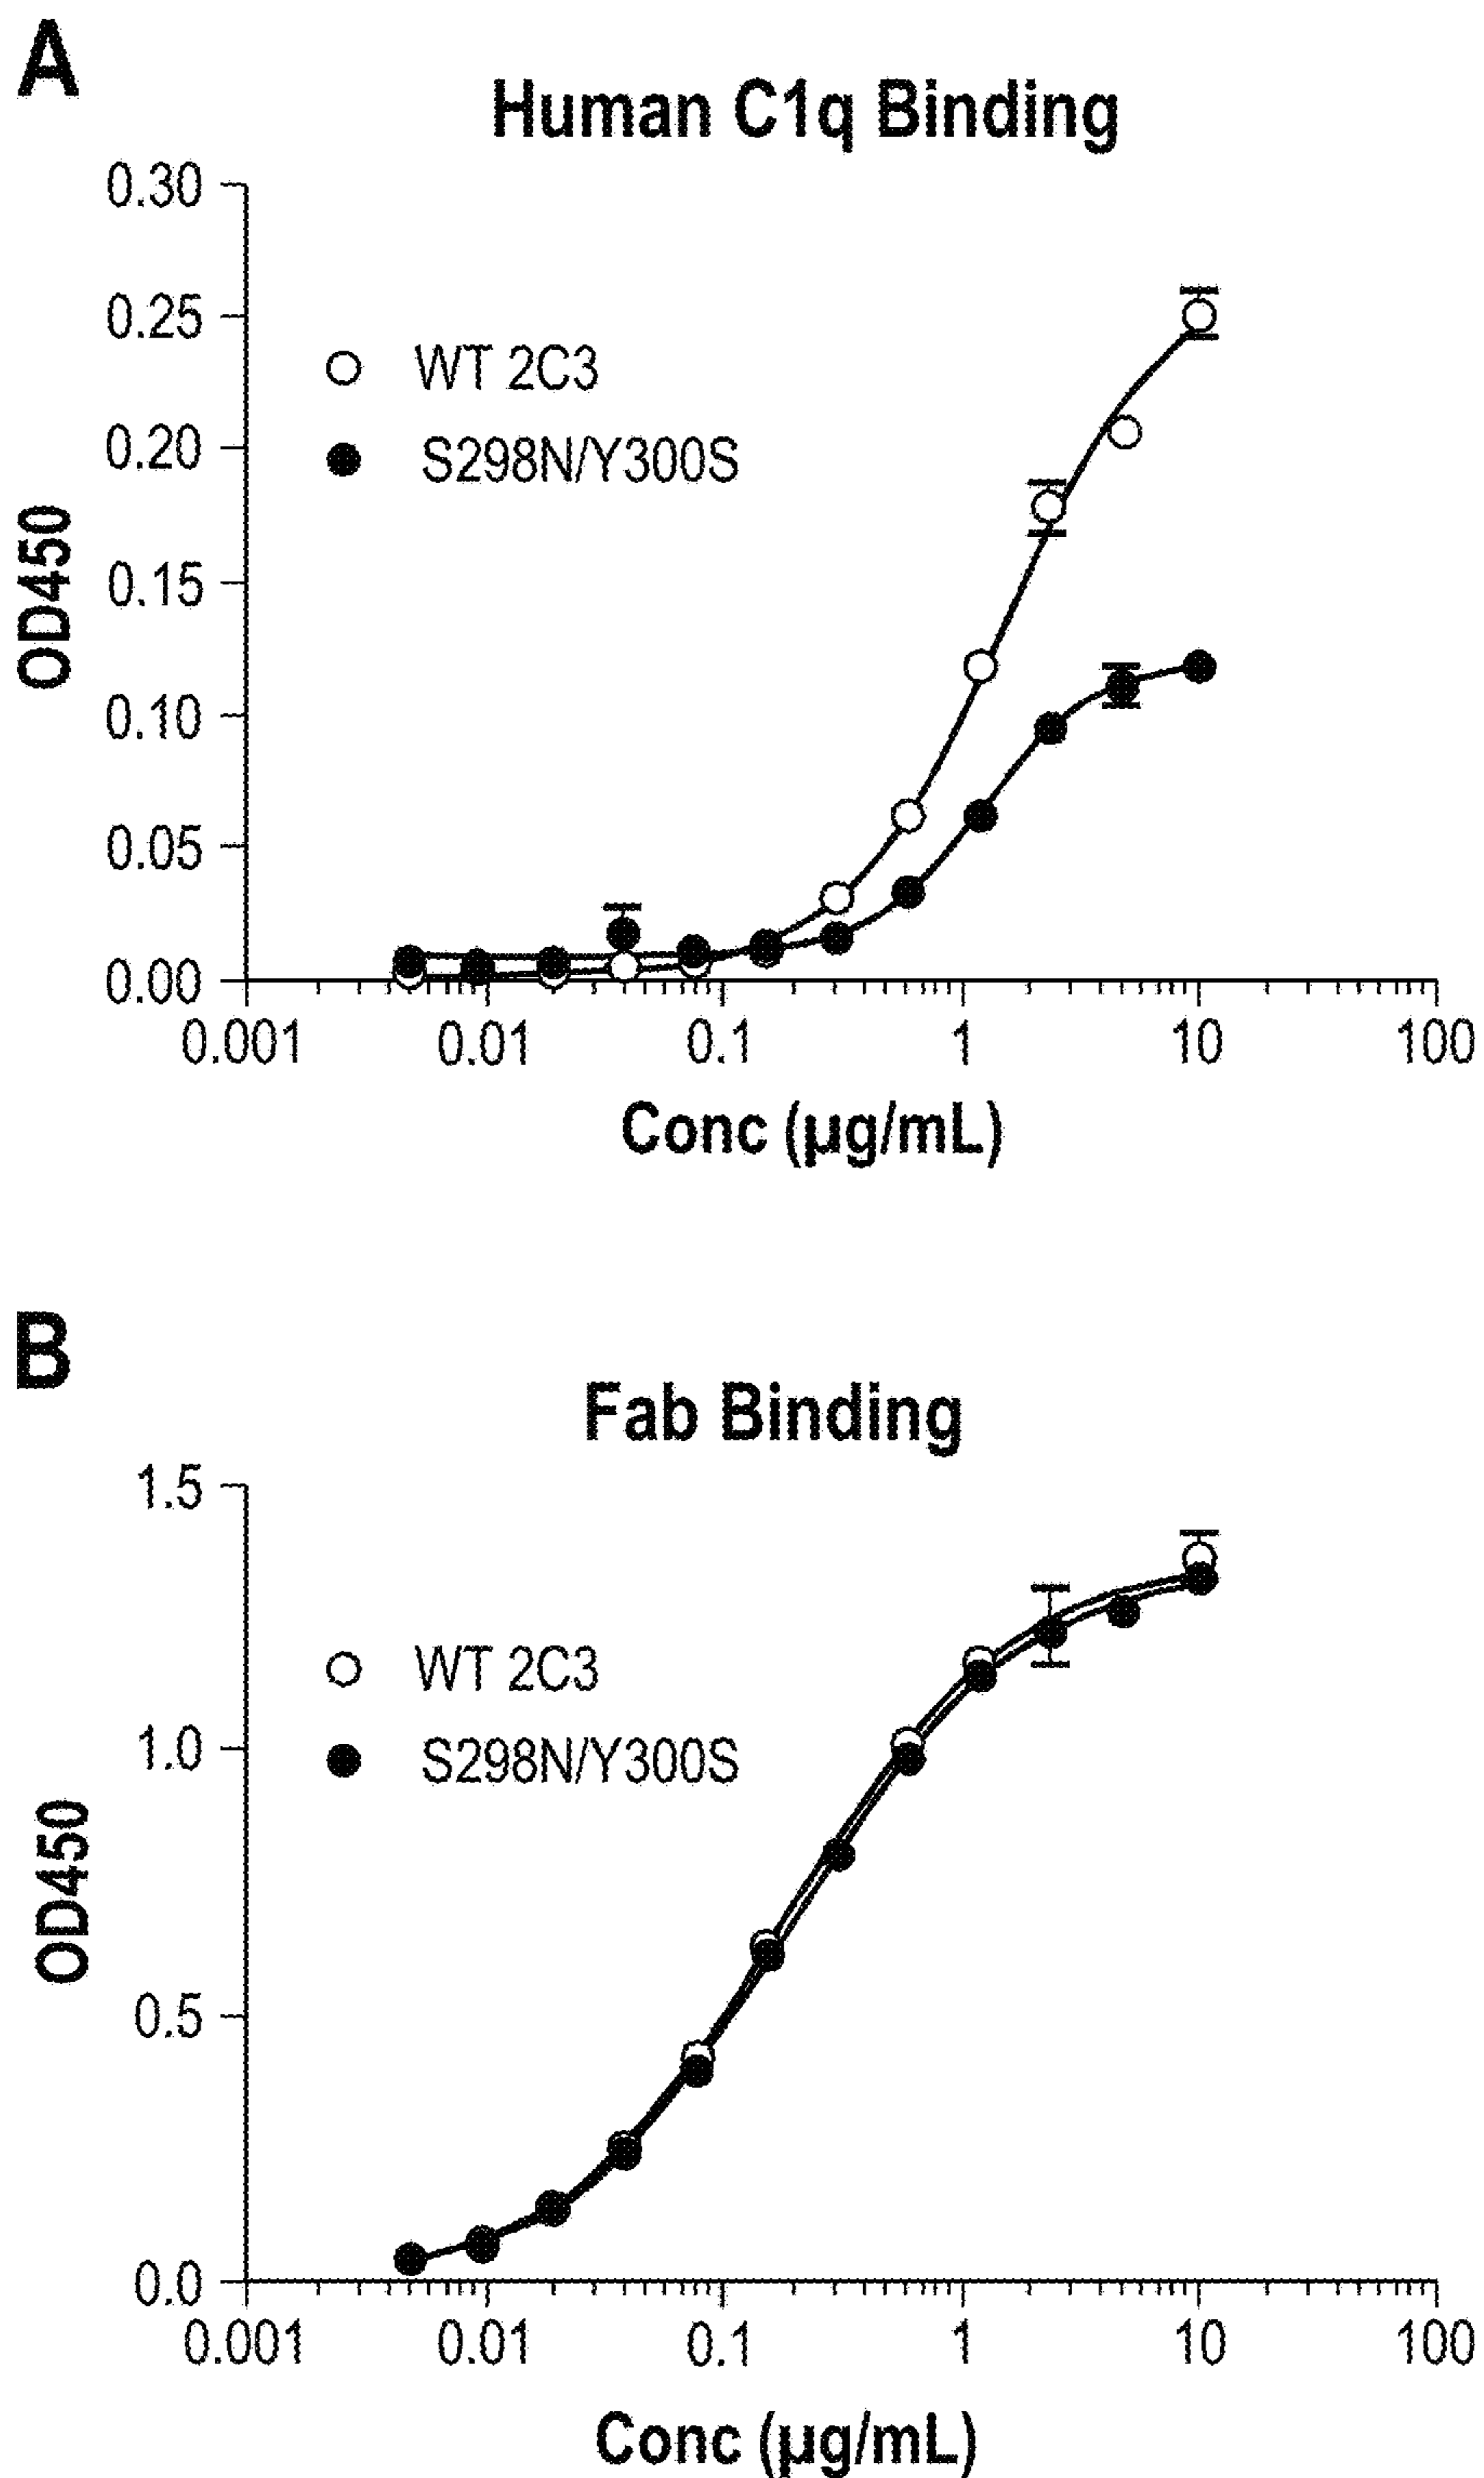 A
Human C1q Binding
0.30
0.25
0.20
0.15
0.10
0.05
0.00
OD450
WT 2C3
S298N/Y300S
0.001 0.01 0.1 1 10 100
Conc (µg/mL)
B
Fab Binding
1.5
1.0
0.5
0.0
OD450
WT 2C3
S298N/Y300S
0.001 0.01 0.1 1 10 100
Conc (µg/mL)